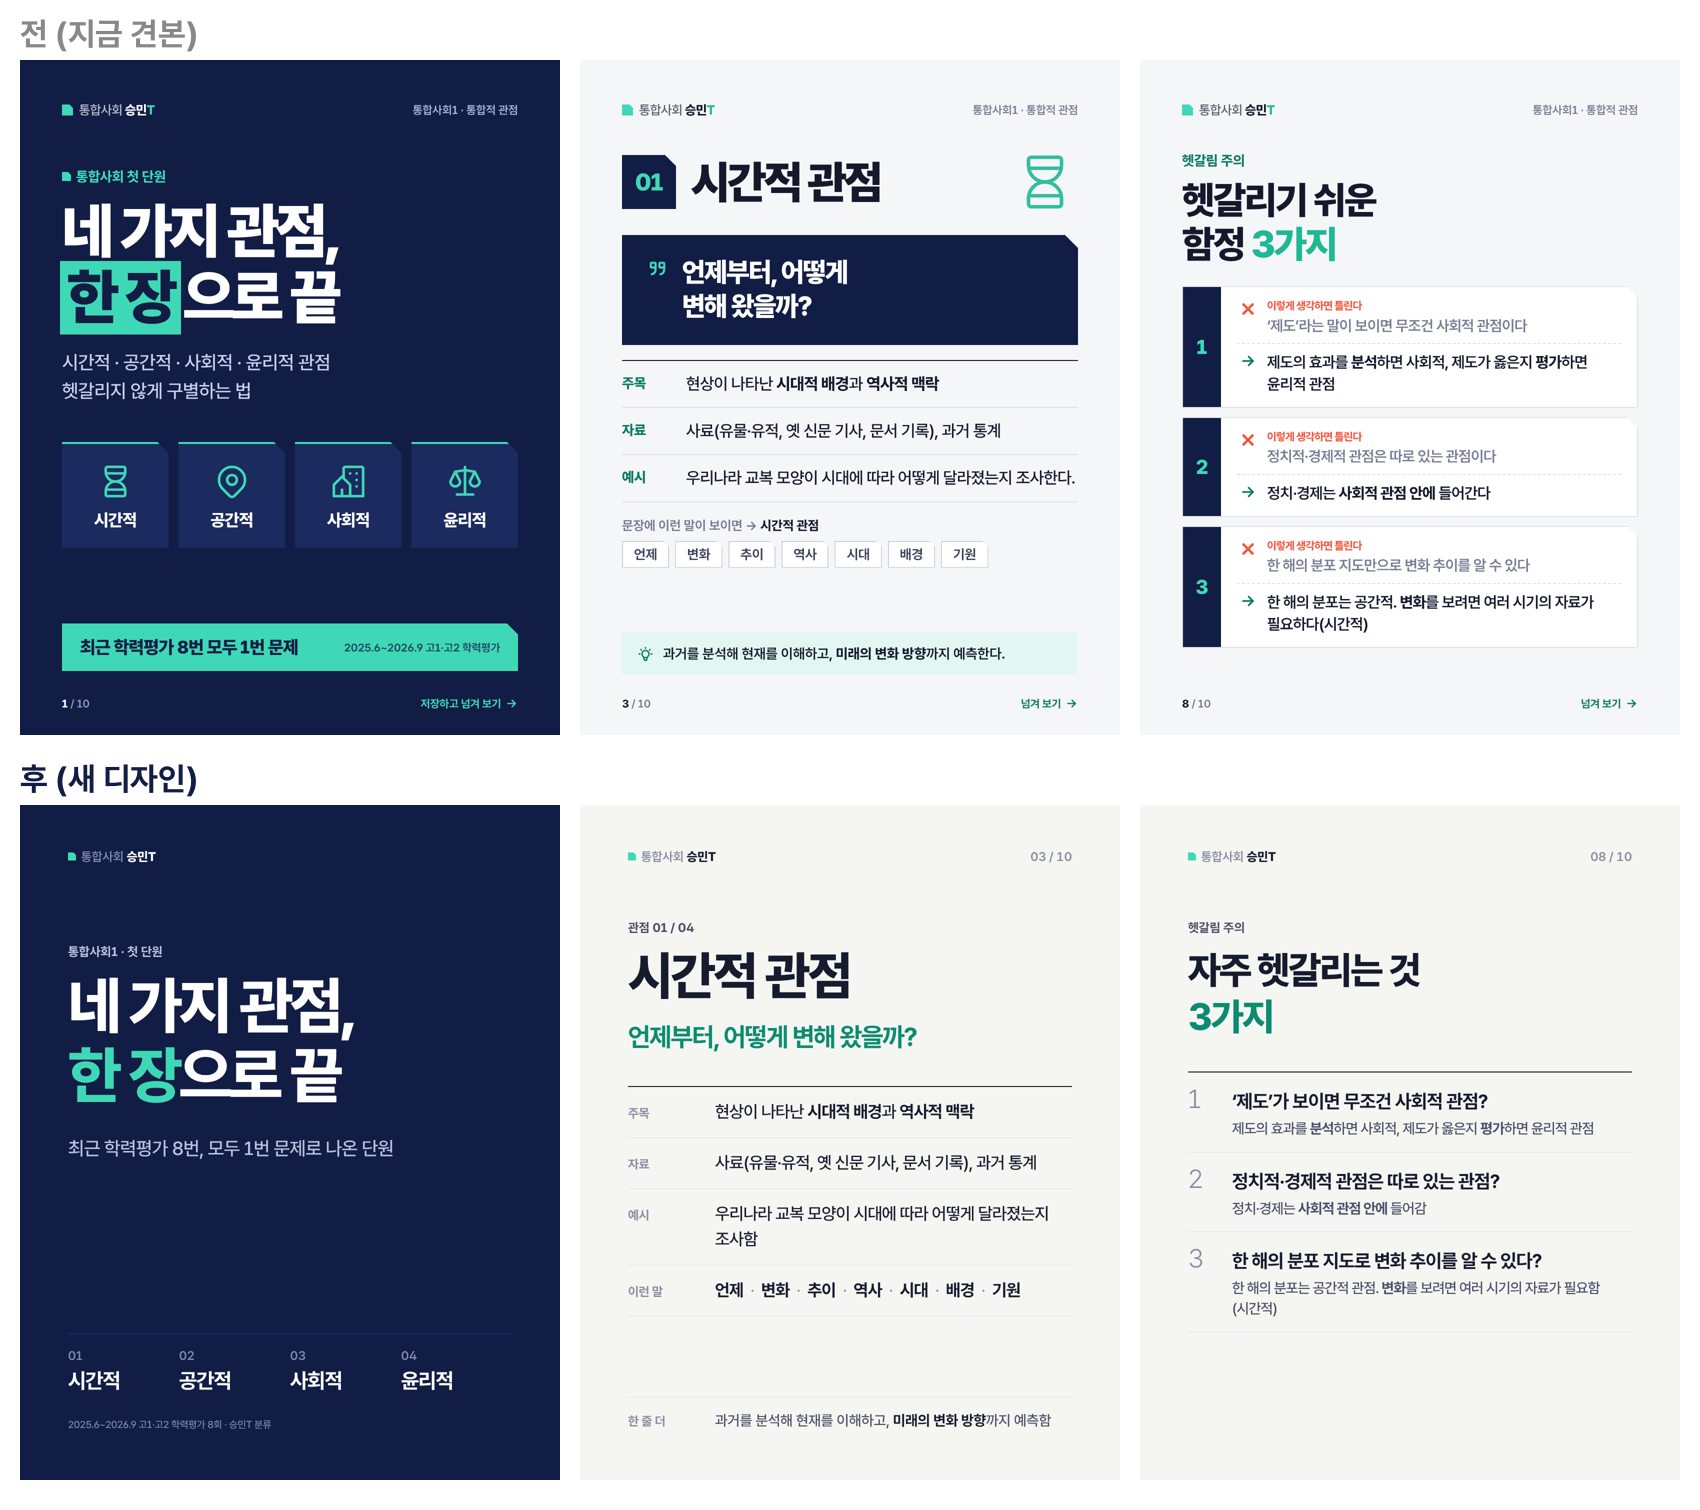 전 (지금 견본)
통합사회 승민T
통합사회1 · 통합적 관점
통합사회 첫 단원
네 가지 관점,
한 장으로 끝
시간적 · 공간적 · 사회적 · 윤리적 관점
헷갈리지 않게 구별하는 법
시간적
공간적
사회적
윤리적
최근 학력평가 8번 모두 1번 문제
2025.6~2026.9 고1·고2 학력평가
1 / 10
저장하고 넘겨 보기 →
통합사회 승민T
통합사회1 · 통합적 관점
01 시간적 관점
언제부터, 어떻게
변해 왔을까?
주목 현상이 나타난 시대적 배경과 역사적 맥락
자료 사료(유물·유적, 옛 신문 기사, 문서 기록), 과거 통계
예시 우리나라 교복 모양이 시대에 따라 어떻게 달라졌는지 조사한다.
문장에 이런 말이 보이면 → 시간적 관점
언제 변화 추이 역사 시대 배경 기원
과거를 분석해 현재를 이해하고, 미래의 변화 방향까지 예측한다.
3 / 10
넘겨 보기 →
통합사회 승민T
통합사회1 · 통합적 관점
헷갈림 주의
헷갈리기 쉬운
함정 3가지
1
이렇게 생각하면 틀린다
‘제도’라는 말이 보이면 무조건 사회적 관점이다
→ 제도의 효과를 분석하면 사회적, 제도가 옳은지 평가하면
윤리적 관점
2
이렇게 생각하면 틀린다
정치적·경제적 관점은 따로 있는 관점이다
→ 정치·경제는 사회적 관점 안에 들어간다
3
이렇게 생각하면 틀린다
한 해의 분포 지도만으로 변화 추이를 알 수 있다
→ 한 해의 분포는 공간적. 변화를 보려면 여러 시기의 자료가
필요하다(시간적)
8 / 10
넘겨 보기 →
후 (새 디자인)
통합사회 승민T
통합사회1 · 첫 단원
네 가지 관점,
한 장으로 끝
최근 학력평가 8번, 모두 1번 문제로 나온 단원
01 02 03 04
시간적 공간적 사회적 윤리적
2025.6~2026.9 고1·고2 학력평가 8회 · 승민T 분류
통합사회 승민T
03 / 10
관점 01 / 04
시간적 관점
언제부터, 어떻게 변해 왔을까?
주목 현상이 나타난 시대적 배경과 역사적 맥락
자료 사료(유물·유적, 옛 신문 기사, 문서 기록), 과거 통계
예시 우리나라 교복 모양이 시대에 따라 어떻게 달라졌는지
조사함
이런 말 언제 · 변화 · 추이 · 역사 · 시대 · 배경 · 기원
한 줄 더 과거를 분석해 현재를 이해하고, 미래의 변화 방향까지 예측함
통합사회 승민T
08 / 10
헷갈림 주의
자주 헷갈리는 것
3가지
1 ‘제도’가 보이면 무조건 사회적 관점?
제도의 효과를 분석하면 사회적, 제도가 옳은지 평가하면 윤리적 관점
2 정치적·경제적 관점은 따로 있는 관점?
정치·경제는 사회적 관점 안에 들어감
3 한 해의 분포 지도로 변화 추이를 알 수 있다?
한 해의 분포는 공간적 관점. 변화를 보려면 여러 시기의 자료가 필요함
(시간적)